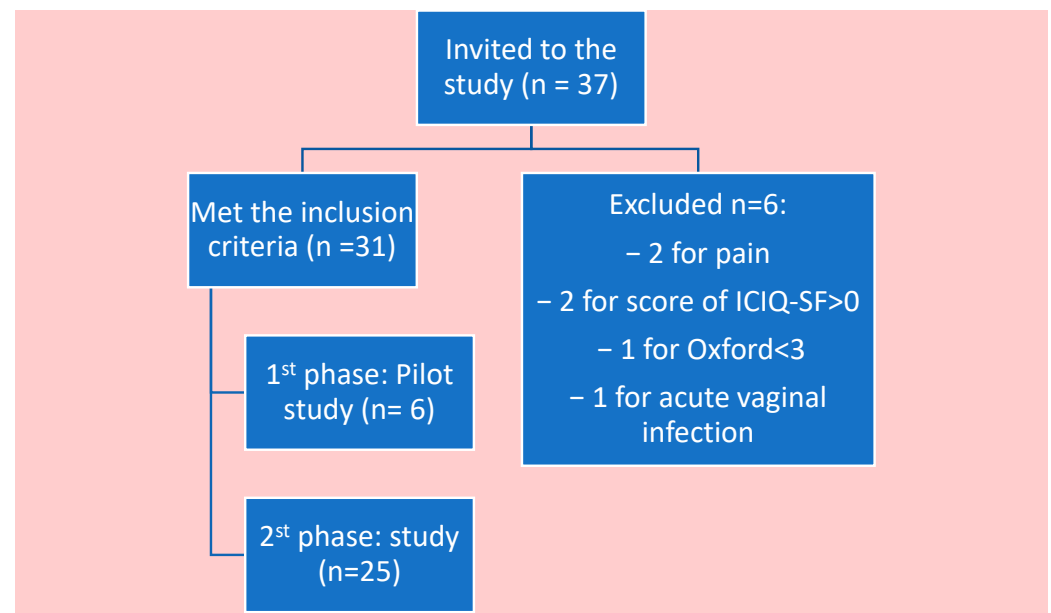 Invited to the
study (n = 37)
Met the inclusion
criteria (n =31)
Excluded n=6:
− 2 for pain
− 2 for score of ICIQ-SF>0
− 1 for Oxford<3
− 1 for acute vaginal
infection
1st phase: Pilot
study (n= 6)
2st phase: study
(n=25)